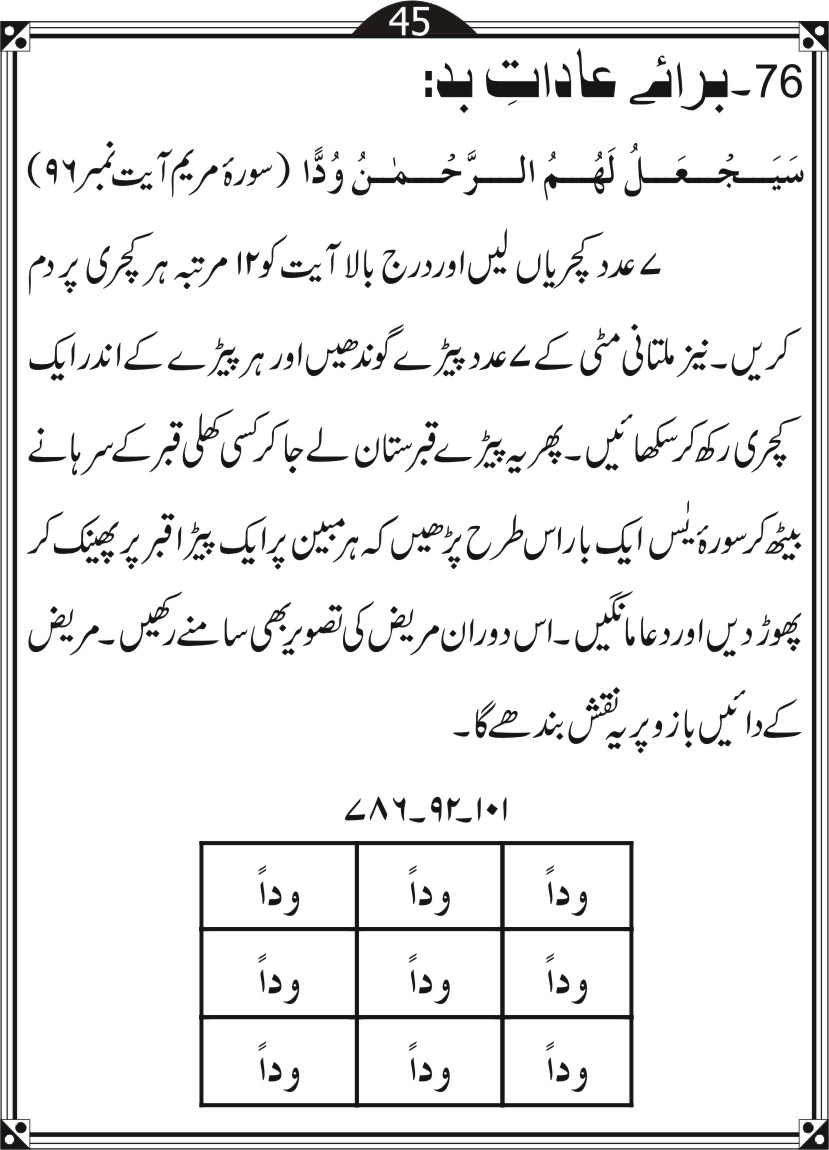 45
76۔برائے عاداتِ بد:
سَیَجْعَلُ لَهُمُ الرَّحْمٰنُ وُدًّا (سورۂ مریم آیت نمبر ۹۶)
۷ عدد کچریاں لیں اور درج بالا آیت کو ۱۲ مرتبہ ہر کچری پر دم
کریں۔ نیز ملتانی مٹی کے ۷ عدد پیڑے گوندھیں اور ہر پیڑے کے اندر ایک
کچری رکھ کر سکھائیں۔ پھر یہ پیڑے قبرستان لے جا کر کسی کھلی قبر کے سرہانے
بیٹھ کر سورۂ یٰس ایک بار اس طرح پڑھیں کہ ہر مبین پر ایک پیڑا قبر پر پھینک کر
پھوڑ دیں اور دعا مانگیں۔ اس دوران مریض کی تصویر بھی سامنے رکھیں۔ مریض
کے دائیں بازو پر یہ نقش بندھے گا۔
۷۸۶۔۹۲۔۱۰۱
وداً وداً وداً
وداً وداً وداً
وداً وداً وداً